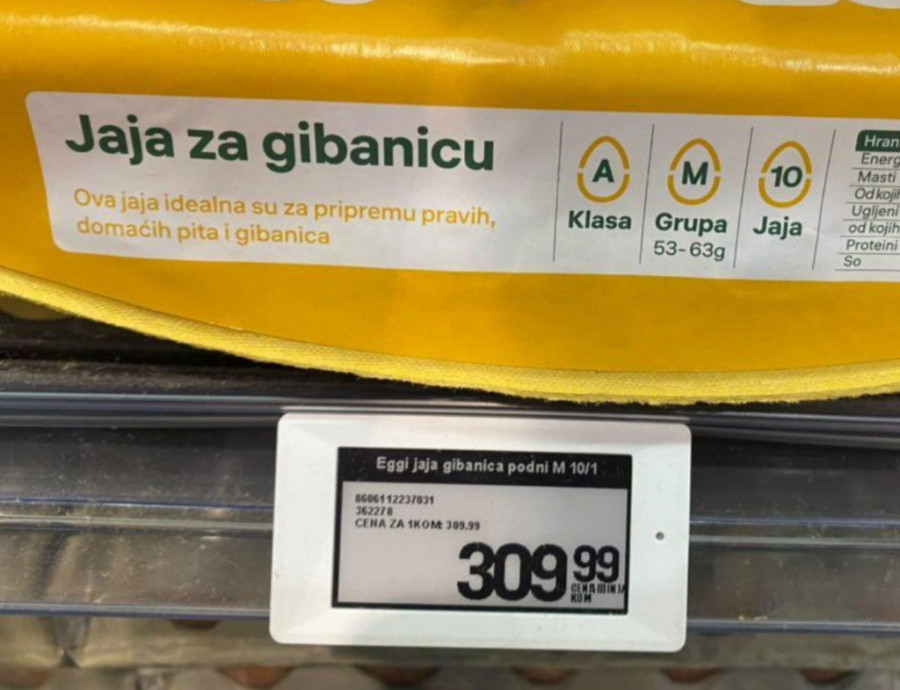 Jaja za gibanicu
Ova jaja idealna su za pripremu pravih,
domaćih pita i gibanica
A
Klasa
M
Grupa
53-63g
10
Jaja
Hran
Energ
Masti
Od kojih
Ugljeni
od kojih
Proteini
So
Eggi jaja gibanica podni M 10/1
8606112237831
362278
CENA ZA 1KOM: 309.99
309 99
KOM